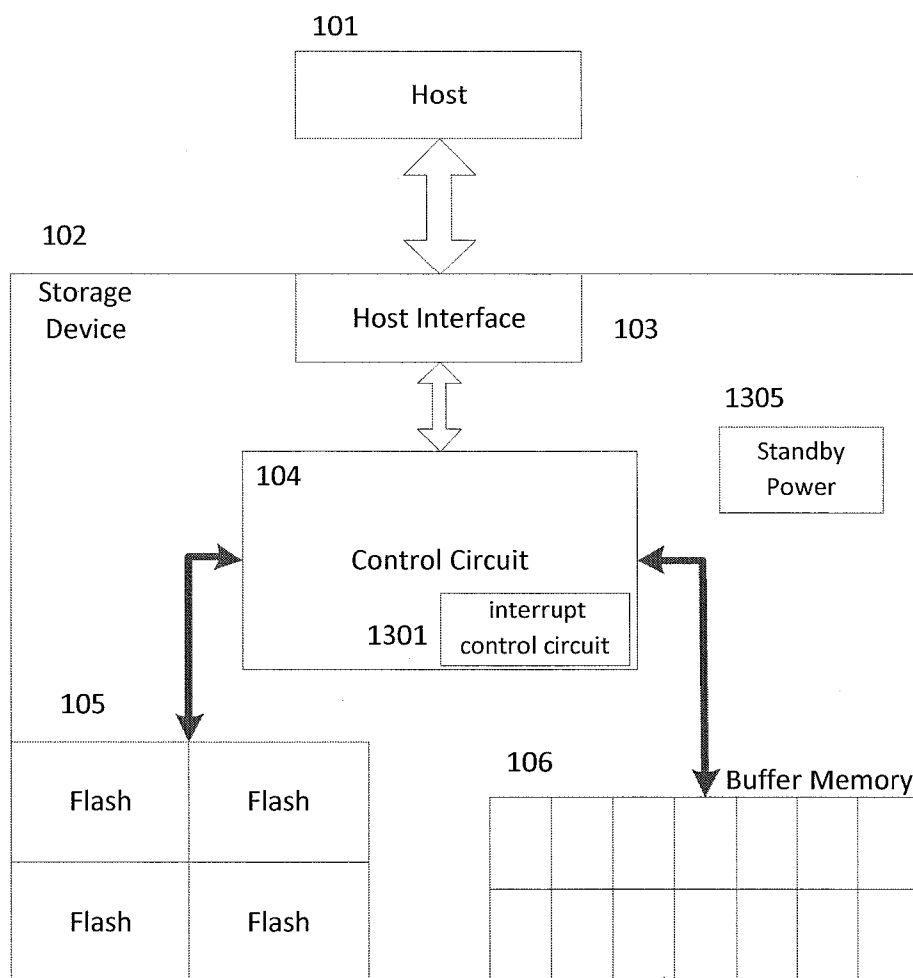 101
Host
102
Storage
Device
Host Interface
103
1305
Standby
Power
104
Control Circuit
1301
interrupt
control circuit
105
Flash
Flash
Flash
Flash
106
Buffer Memory